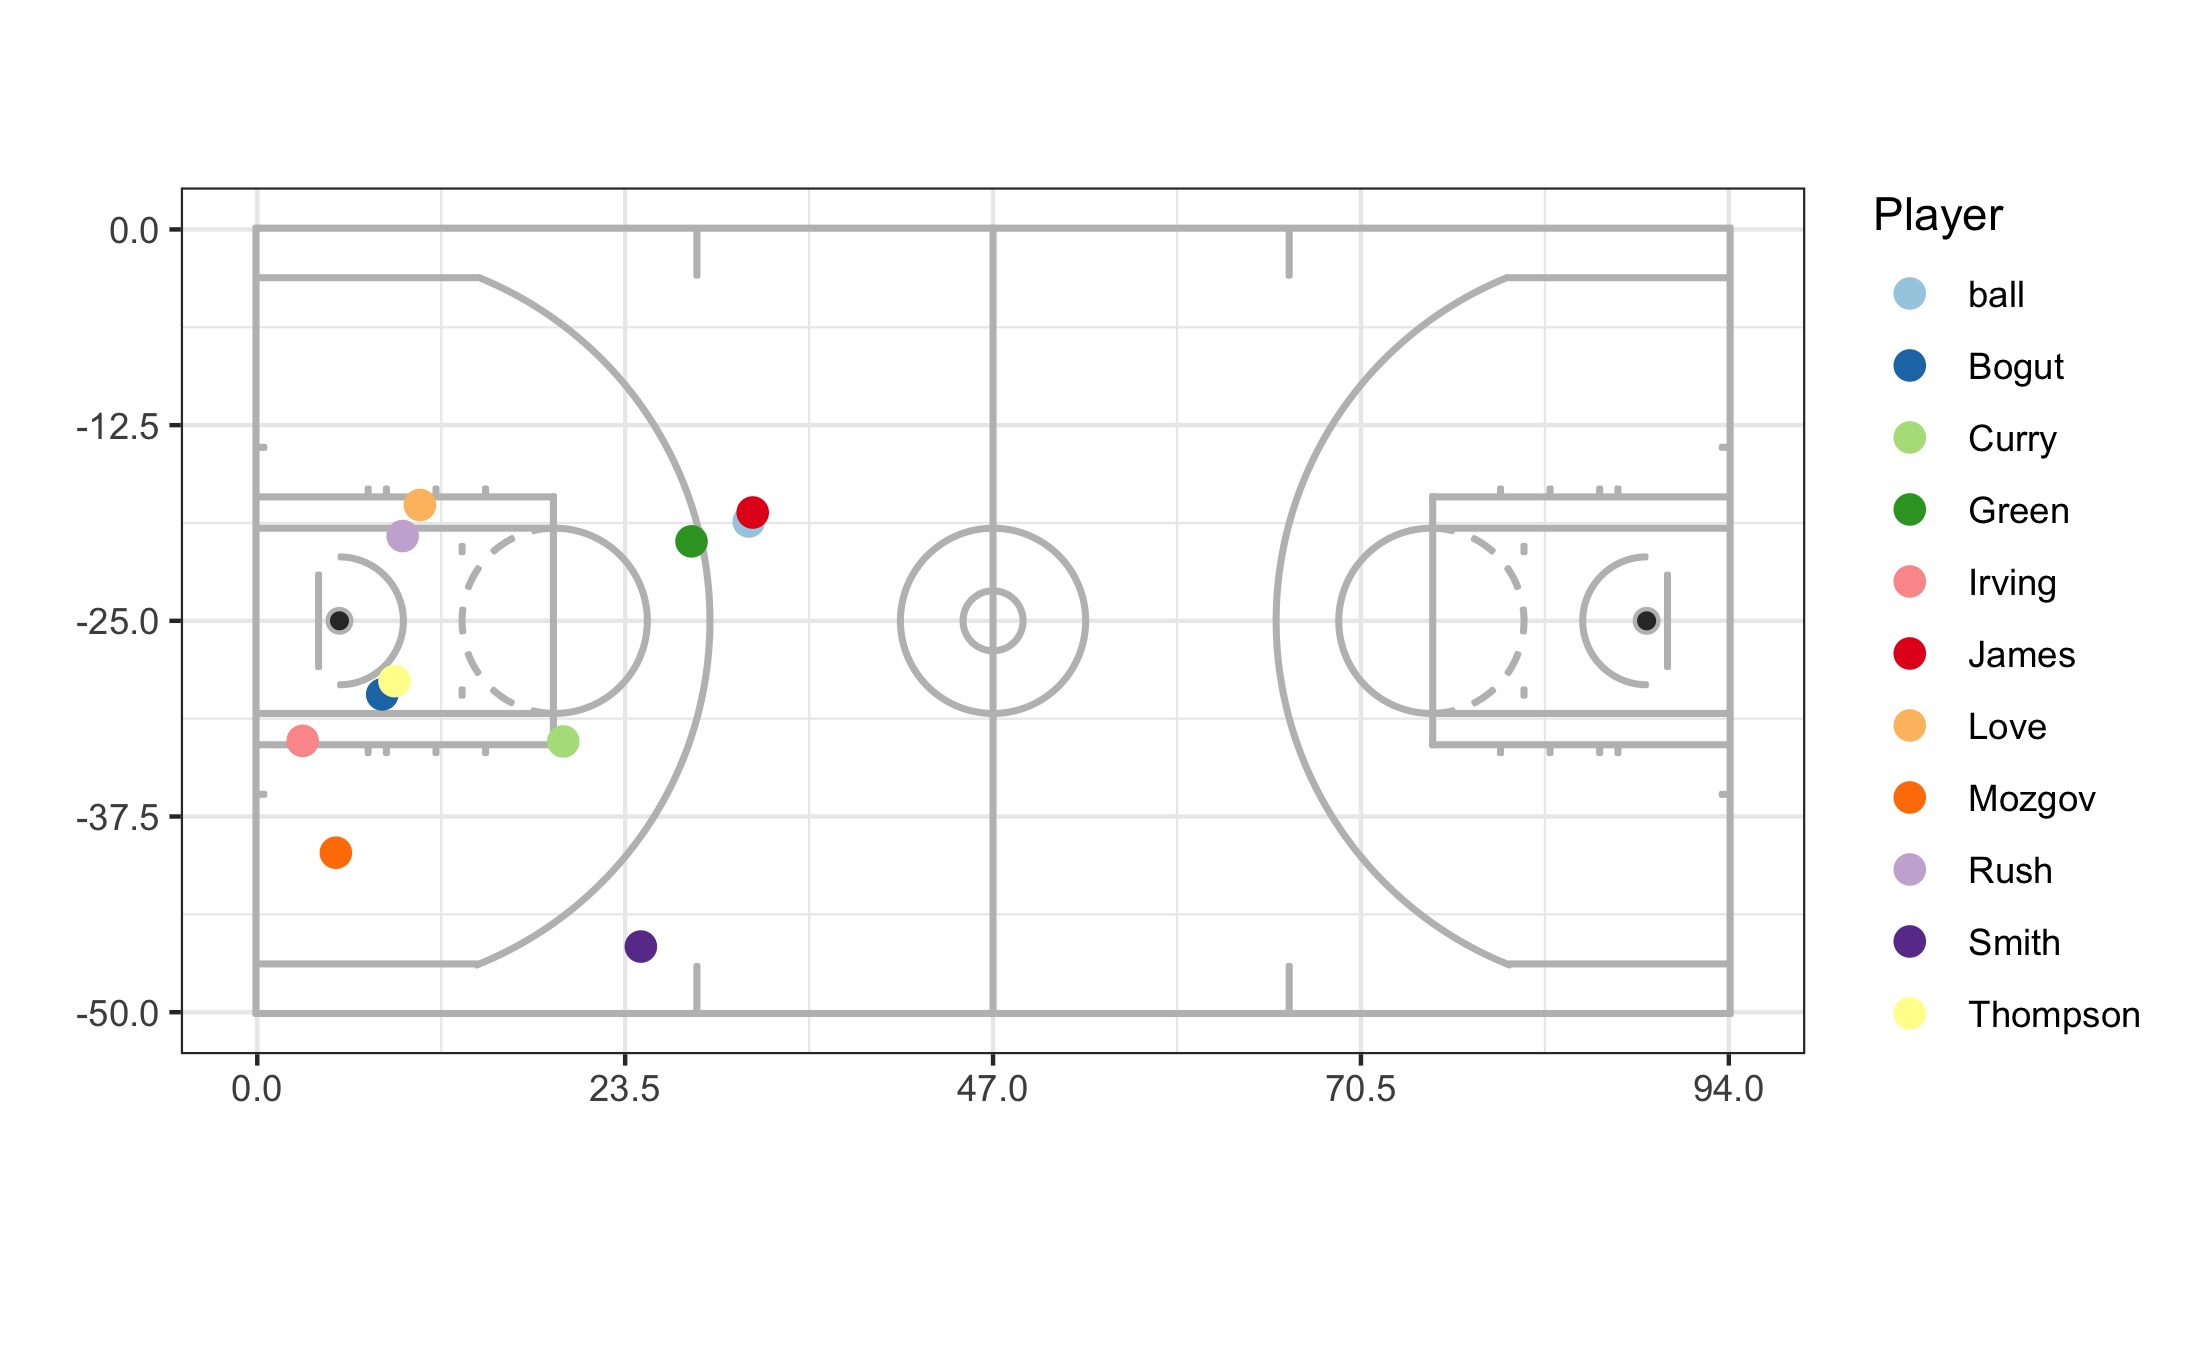 0.0
-12.5
-25.0
-37.5
-50.0
0.0
23.5
47.0
70.5
94.0
Player
ball
Bogut
Curry
Green
Irving
James
Love
Mozgov
Rush
Smith
Thompson